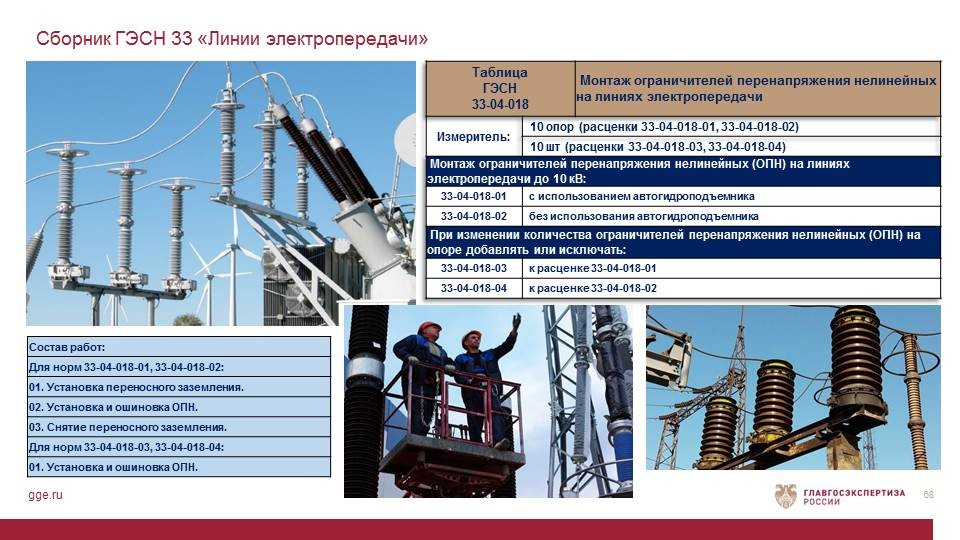 Сборник ГЭСН 33 «Линии электропередачи»
Таблица
ГЭСН
33-04-018
Монтаж ограничителей перенапряжения нелинейных
на линиях электропередачи
Измеритель:
10 опор (расценки 33-04-018-01, 33-04-018-02)
10 шт (расценки 33-04-018-03, 33-04-018-04)
Монтаж ограничителей перенапряжения нелинейных (ОПН) на линиях
электропередачи до 10 кВ:
33-04-018-01 с использованием автогидроподъемника
33-04-018-02 без использования автогидроподъемника
При изменении количества ограничителей перенапряжения нелинейных (ОПН) на
опоре добавлять или исключать:
33-04-018-03 к расценке 33-04-018-01
33-04-018-04 к расценке 33-04-018-02
Состав работ:
Для норм 33-04-018-01, 33-04-018-02:
01. Установка переносного заземления.
02. Установка и ошиновка ОПН.
03. Снятие переносного заземления.
Для норм 33-04-018-03, 33-04-018-04:
01. Установка и ошиновка ОПН.
gge.ru
ГЛАВГОСЭКСПЕРТИЗА
РОССИИ
68